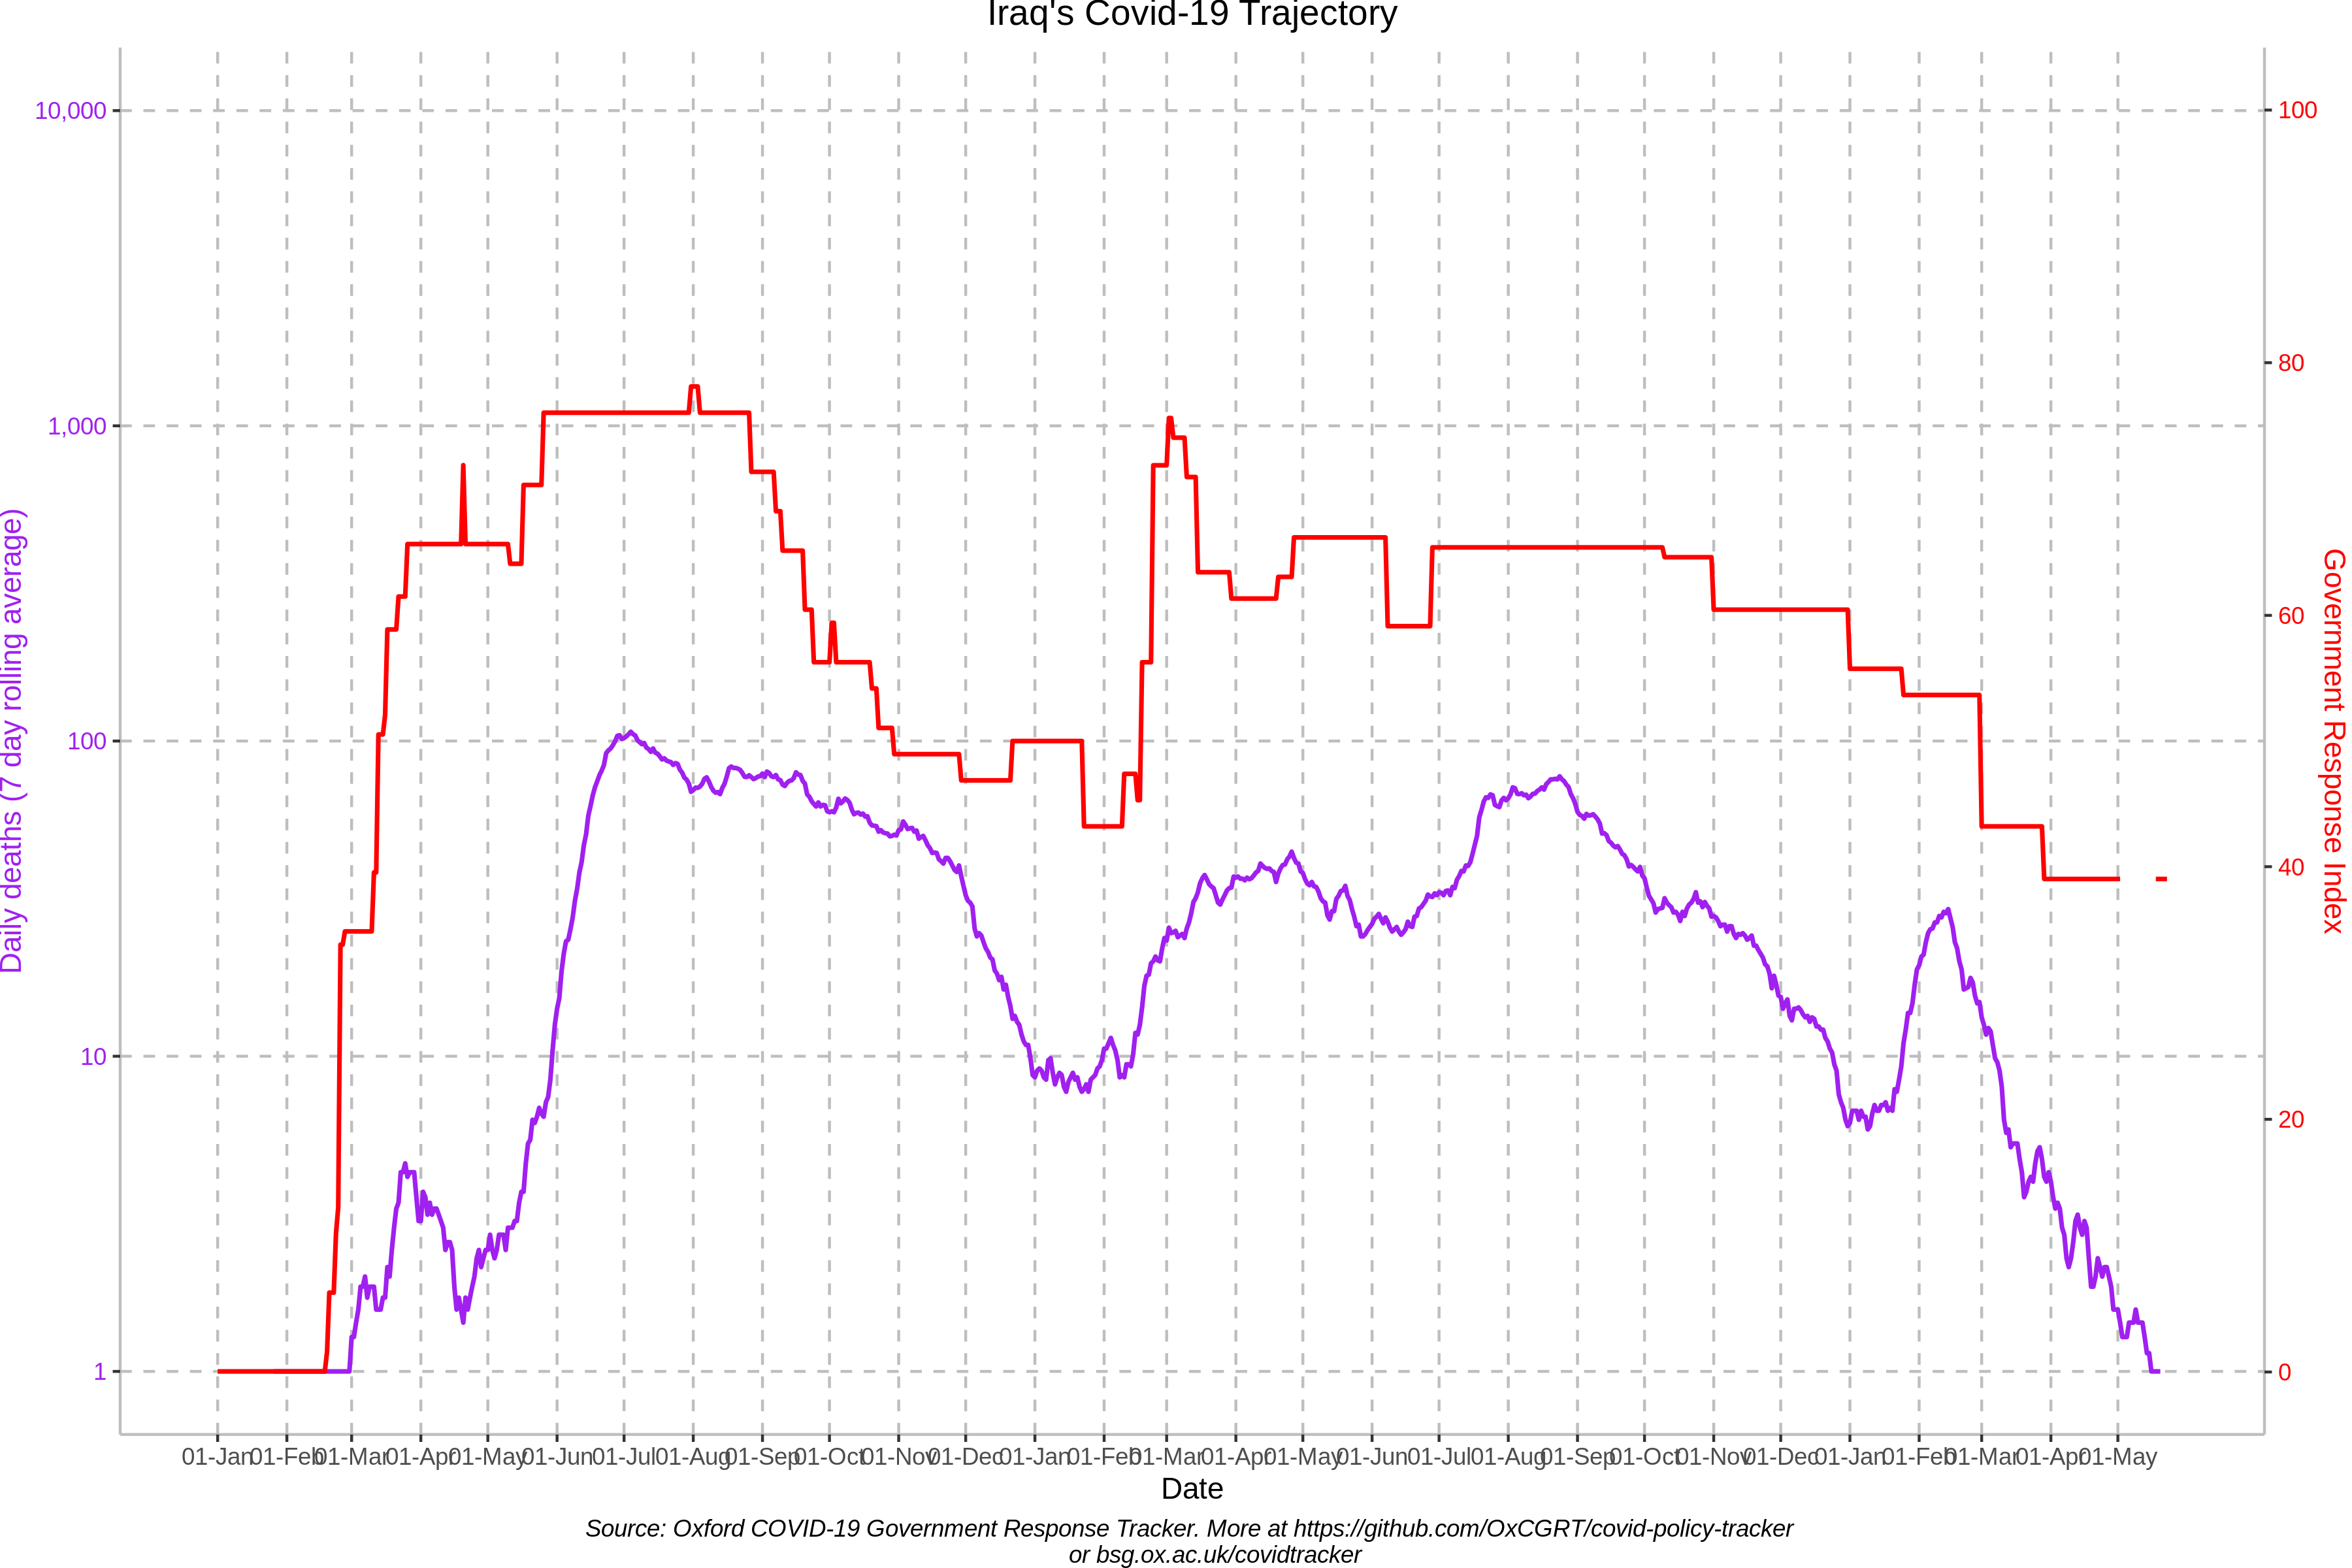 Iraq's Covid-19 Trajectory
10,000
1,000
100
10
1
Daily deaths (7 day rolling average)
100
80
60
40
20
0
Government Response Index
01-Jan 01-Feb 01-Mar 01-Apr 01-May 01-Jun 01-Jul 01-Aug 01-Sep 01-Oct 01-Nov 01-Dec 01-Jan 01-Feb 01-Mar 01-Apr 01-May 01-Jun 01-Jul 01-Aug 01-Sep 01-Oct 01-Nov 01-Dec 01-Jan 01-Feb 01-Mar 01-Apr 01-May
Date
Source: Oxford COVID-19 Government Response Tracker. More at https://github.com/OxCGRT/covid-policy-tracker
or bsg.ox.ac.uk/covidtracker